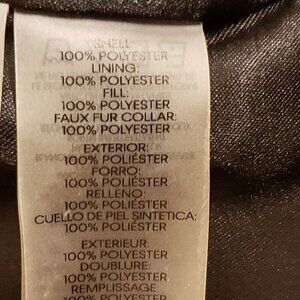 SHELL:
100% POLYESTER
LINING:
100% POLYESTER
FILL:
100% POLYESTER
FAUX FUR COLLAR:
100% POLYESTER
EXTERIOR:
100% POLIÉSTER
FORRO:
100% POLIÉSTER
RELLENO:
100% POLIÉSTER
CUELLO DE PIEL SINTETICA:
100% POLIÉSTER
EXTERIEUR:
100% POLYESTER
DOUBLURE:
100% POLYESTER
REMPLISSAGE: